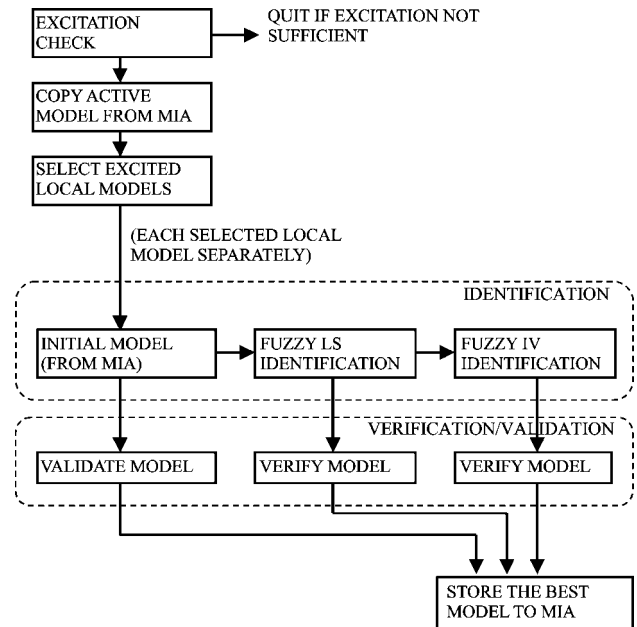 EXCITATION
CHECK
QUIT IF EXCITATION NOT
SUFFICIENT
COPY ACTIVE
MODEL FROM MIA
SELECT EXCITED
LOCAL MODELS
(EACH SELECTED LOCAL
MODEL SEPARATELY)
IDENTIFICATION
INITIAL MODEL
(FROM MIA)
FUZZY LS
IDENTIFICATION
FUZZY IV
IDENTIFICATION
VERIFICATION/VALIDATION
VALIDATE MODEL
VERIFY MODEL
VERIFY MODEL
STORE THE BEST
MODEL TO MIA